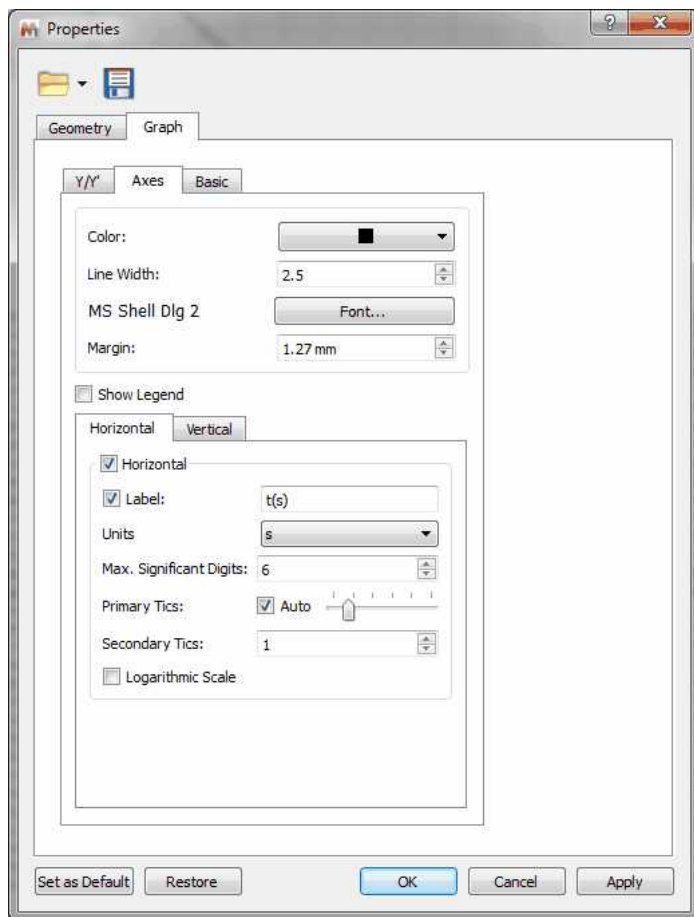 Properties
Geometry Graph
Y/Y' Axes Basic
Color:
Line Width: 2.5
MS Shell Dlg 2 Font...
Margin: 1.27 mm
Show Legend
Horizontal Vertical
Horizontal
Label: t(s)
Units s
Max. Significant Digits: 6
Primary Tics: Auto
Secondary Tics: 1
Logarithmic Scale
Set as Default Restore OK Cancel Apply